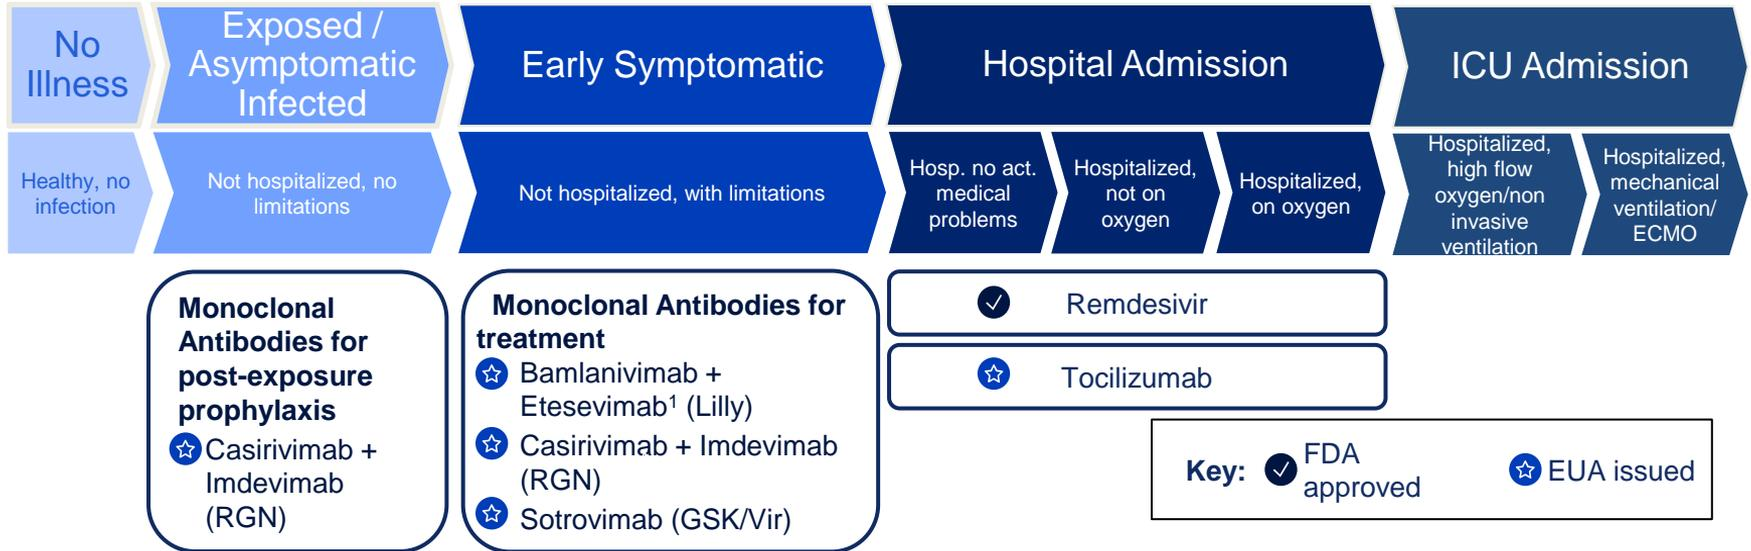 No
Illness
Exposed /
Asymptomatic
Infected
Early Symptomatic
Hospital Admission
ICU Admission
Healthy, no
infection
Not hospitalized, no
limitations
Not hospitalized, with limitations
Hosp. no act.
medical
problems
Hospitalized,
not on
oxygen
Hospitalized,
on oxygen
Hospitalized,
high flow
oxygen/non
invasive
ventilation
Hospitalized,
mechanical
ventilation/
ECMO
Monoclonal
Antibodies for
post-exposure
prophylaxis
Casirivimab +
Imdevimab
(RGN)
Monoclonal Antibodies for
treatment
Bamlanivimab +
Etesevimab¹ (Lilly)
Casirivimab + Imdevimab
(RGN)
Sotrovimab (GSK/Vir)
Remdesivir
Tocilizumab
Key:
FDA
approved
EUA issued